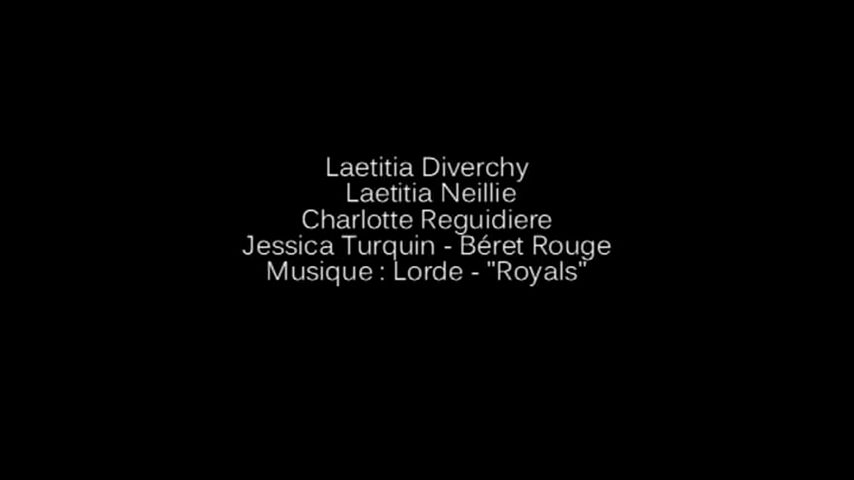 Laetitia Diverchy
Laetitia Neillie
Charlotte Reguidiere
Jessica Turquin - Béret Rouge
Musique : Lorde - "Royals"